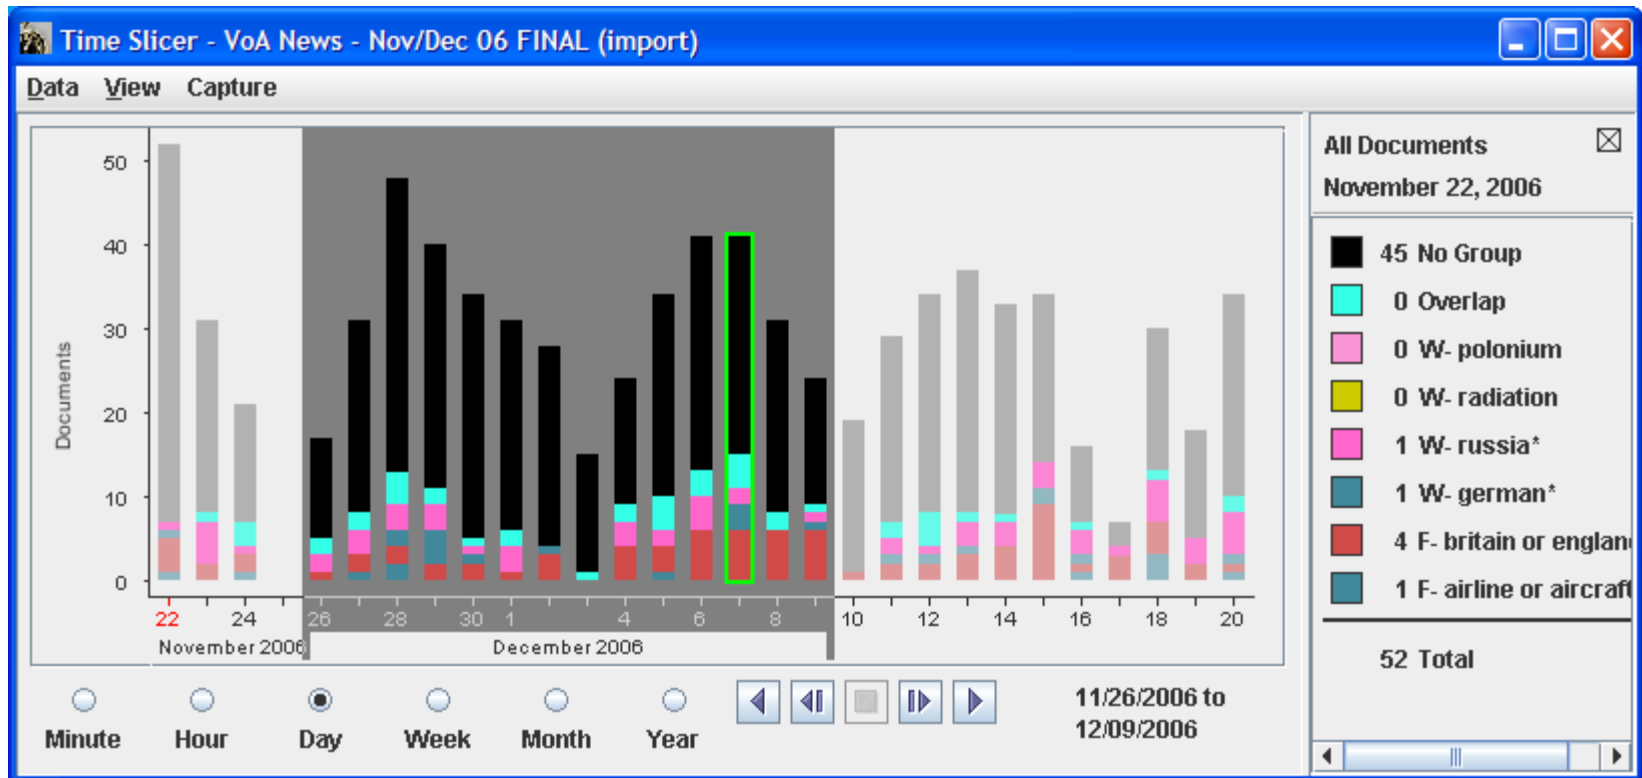 Time Slicer - VoA News - Nov/Dec 06 FINAL (import)
Data View Capture
50
40
30
20
10
0
Documents
22 24 26 28 30 1 4 6 8 10 12 14 16 18 20
November 2006 December 2006
Minute Hour Day Week Month Year
11/26/2006 to
12/09/2006
All Documents
November 22, 2006
45 No Group
0 Overlap
0 W- polonium
0 W- radiation
1 W- russia*
1 W- german*
4 F- britain or englan
1 F- airline or aircraft
52 Total